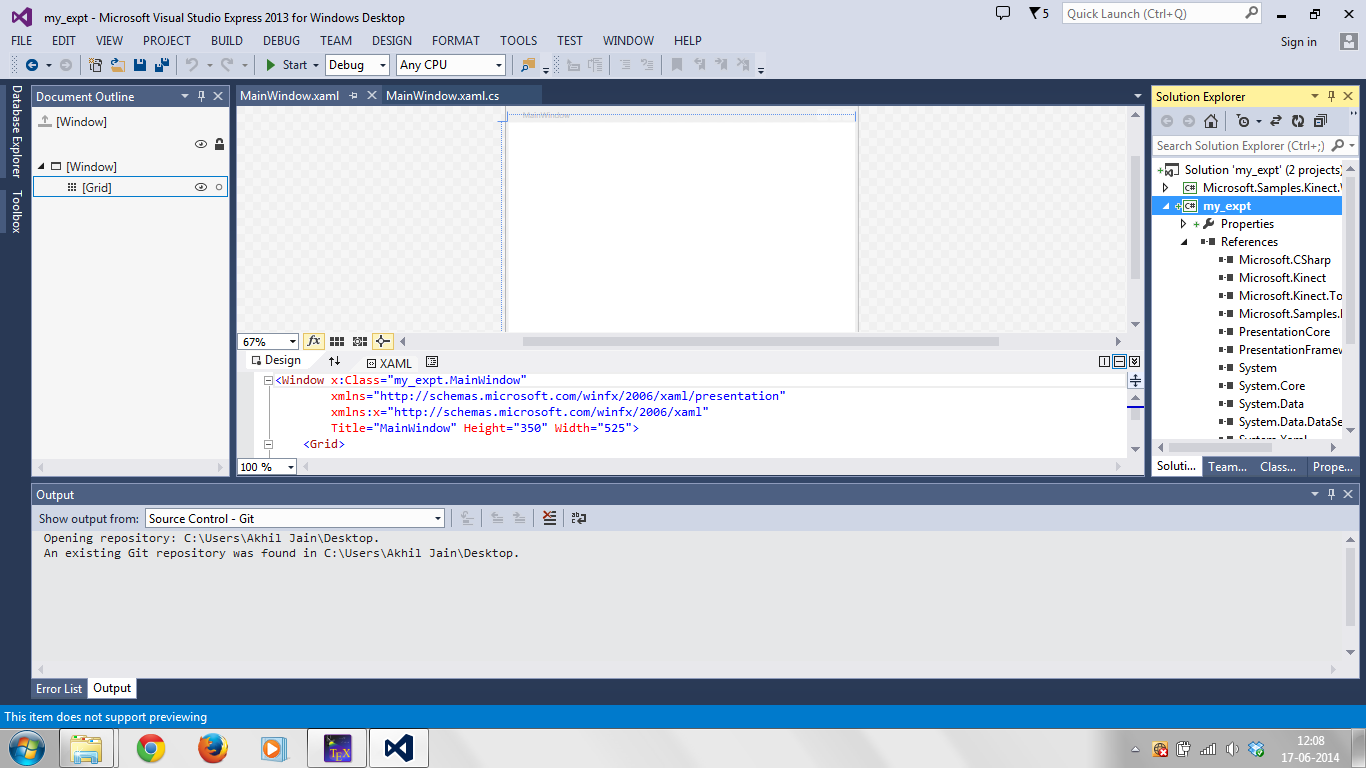 my_expt - Microsoft Visual Studio Express 2013 for Windows Desktop
5
Quick Launch (Ctrl+Q)
FILE EDIT VIEW PROJECT BUILD DEBUG TEAM DESIGN FORMAT TOOLS TEST WINDOW HELP
Sign in
Start Debug Any CPU
Database Explorer
Toolbox
Document Outline
[Window]
[Window]
[Grid]
MainWindow.xaml MainWindow.xaml.cs
MainWindow
67%
fx
Design XAML
<Window x:Class="my_expt.MainWindow"
xmlns="http://schemas.microsoft.com/winfx/2006/xaml/presentation"
xmlns:x="http://schemas.microsoft.com/winfx/2006/xaml"
Title="MainWindow" Height="350" Width="525">
<Grid>
100 %
Solution Explorer
Search Solution Explorer (Ctrl+;)
Solution 'my_expt' (2 projects)
C# Microsoft.Samples.Kinect.
C# my_expt
Properties
References
Microsoft.CSharp
Microsoft.Kinect
Microsoft.Kinect.To
Microsoft.Samples.
PresentationCore
PresentationFramew
System
System.Core
System.Data
System.Data.DataSe
System.Xaml
Soluti... Team... Class... Prope...
Output
Show output from: Source Control - Git
Opening repository: C:\Users\Akhil Jain\Desktop.
An existing Git repository was found in C:\Users\Akhil Jain\Desktop.
Error List Output
This item does not support previewing
TEX
12:08
17-06-2014